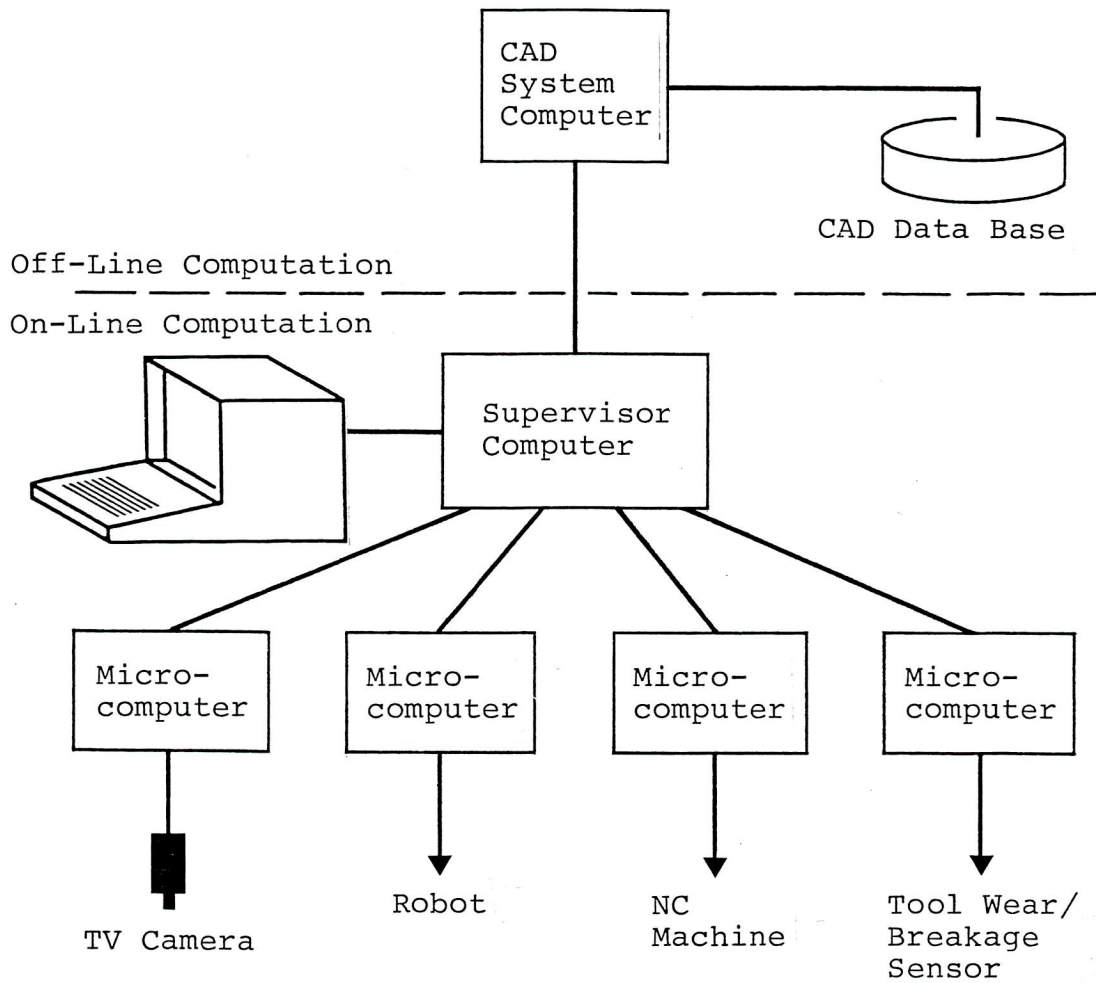 CAD
System
Computer
CAD Data Base
Off-Line Computation
On-Line Computation
Supervisor
Computer
Micro-
computer
Micro-
computer
Micro-
computer
Micro-
computer
TV Camera
Robot
NC
Machine
Tool Wear/
Breakage
Sensor